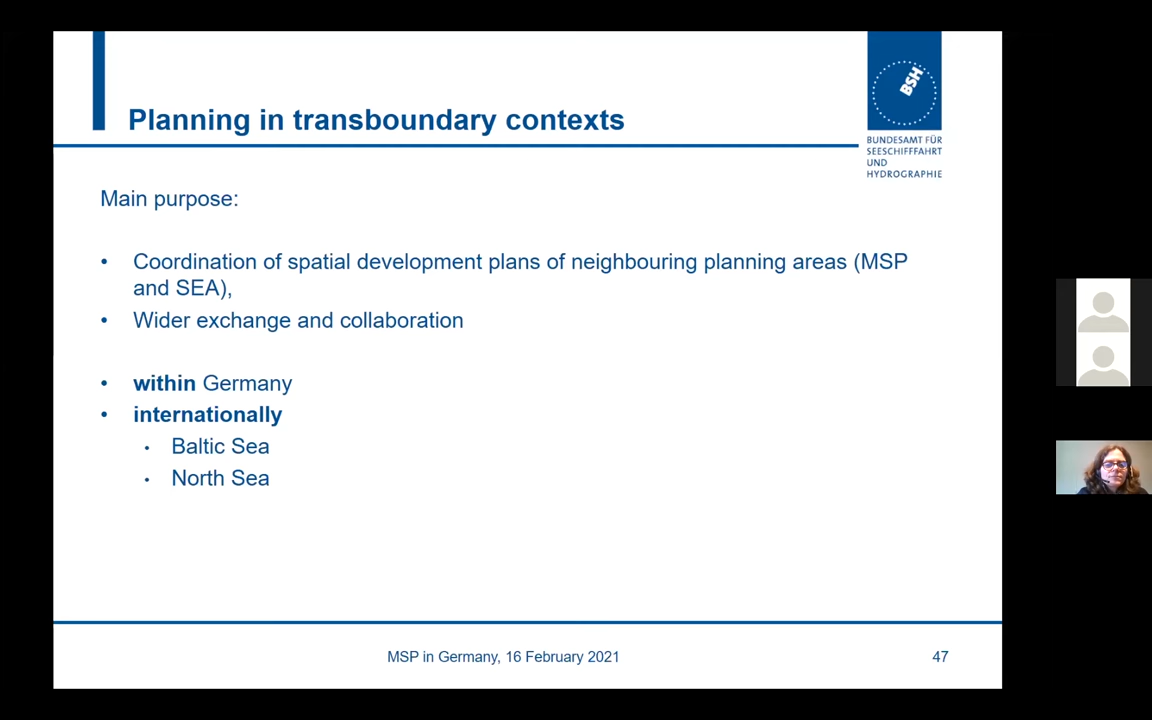 BSH
Planning in transboundary contexts
BUNDESAMT FÜR
SEESCHIFFFAHRT
UND
HYDROGRAPHIE
Main purpose:
• Coordination of spatial development plans of neighbouring planning areas (MSP
and SEA),
• Wider exchange and collaboration
• within Germany
• internationally
• Baltic Sea
• North Sea
MSP in Germany, 16 February 2021
47